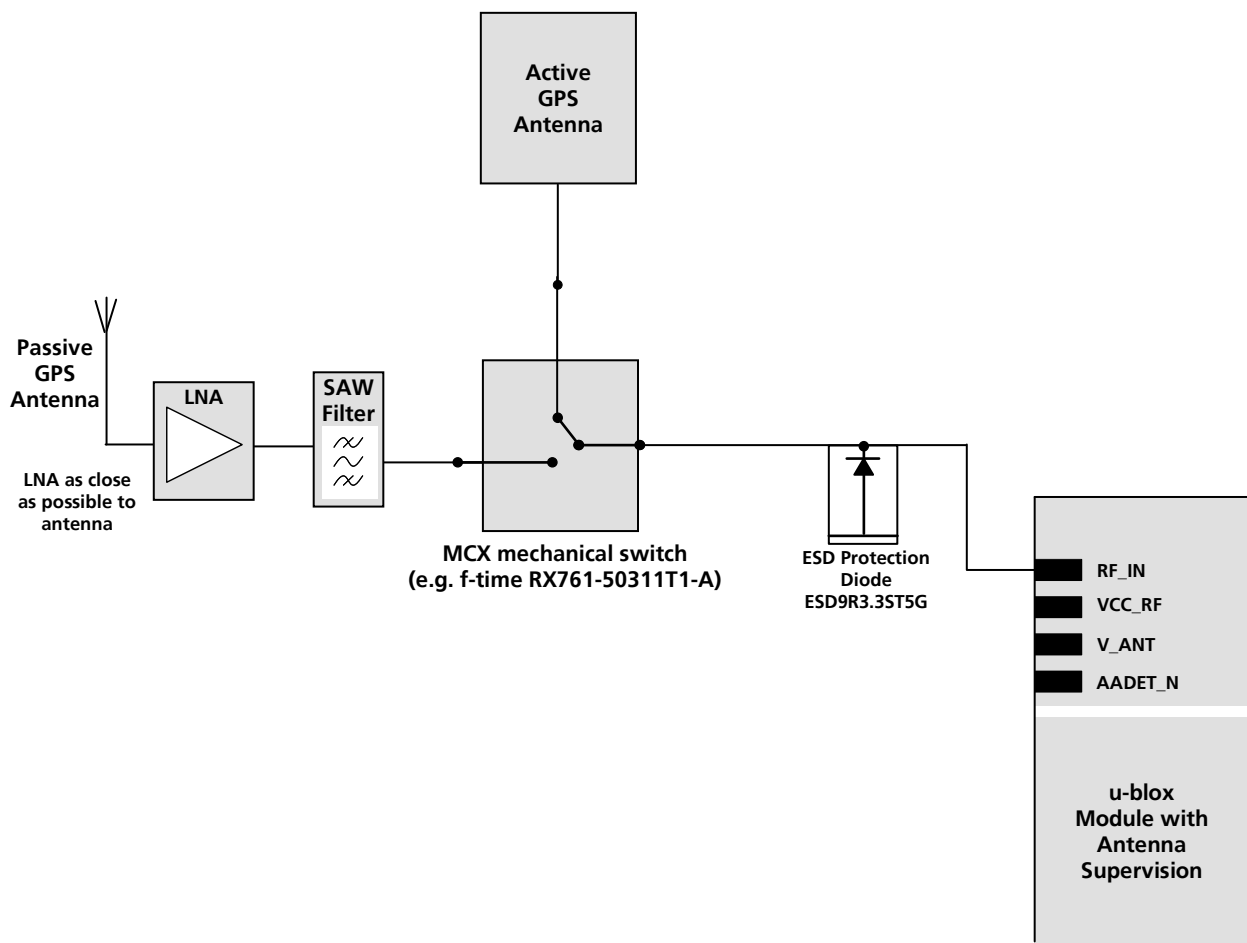 Active
GPS
Antenna
Passive
GPS
Antenna
LNA
SAW
Filter
LNA as close
as possible to
antenna
MCX mechanical switch
(e.g. f-time RX761-50311T1-A)
ESD Protection
Diode
ESD9R3.3ST5G
RF_IN
VCC_RF
V_ANT
AADET_N
u-blox
Module with
Antenna
Supervision